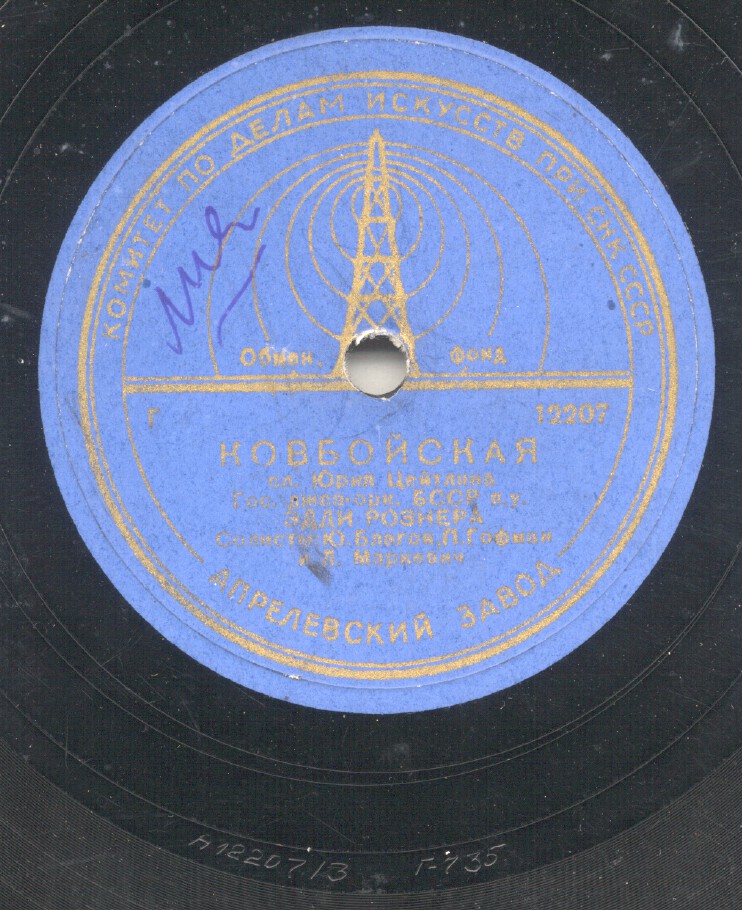 КОМИТЕТ ПО ДЕЛАМ ИСКУССТВ ПРИ СНК СССР
Обмен. фонд
Г 12207
КОВБОЙСКАЯ
сл. Юрия Цейтлина
Гос. джаз-орк. БССР п.у.
ЭДДИ РОЗНЕРА
Солисты: Ю. Благов, П. Гофман
и Л. Маркович
АПРЕЛЕВСКИЙ ЗАВОД
12207/3 Г-735